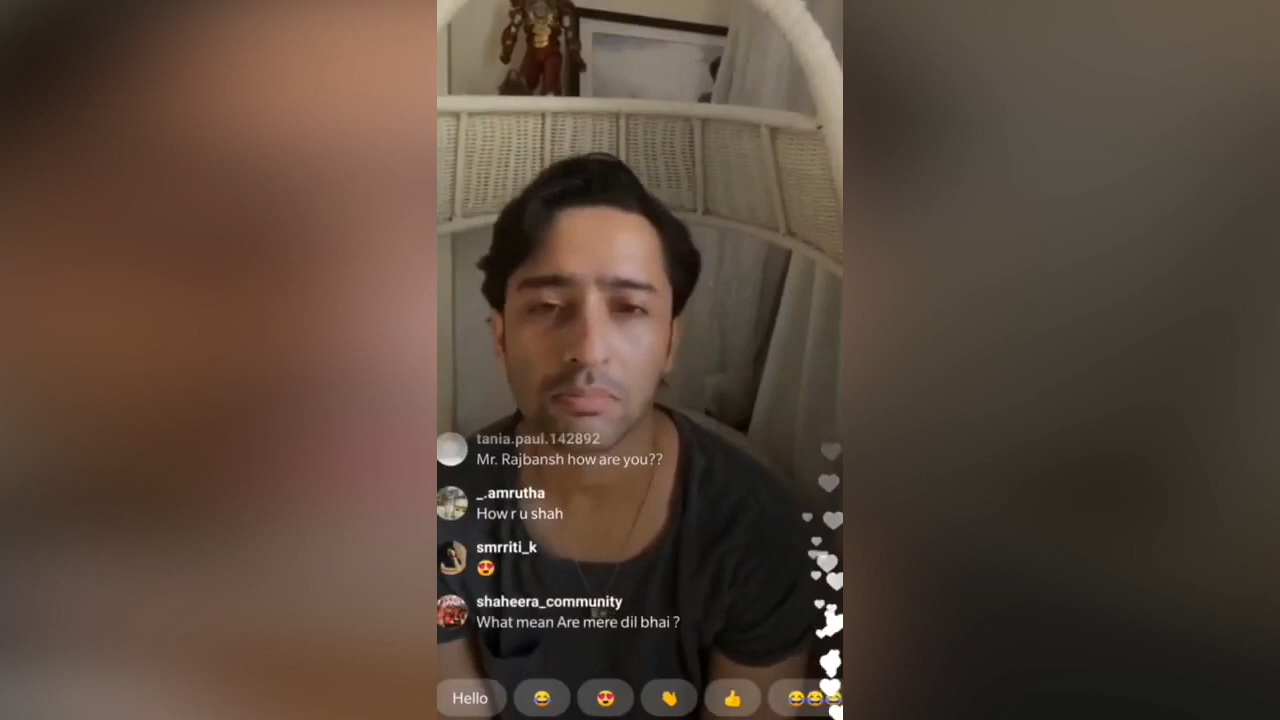 tania.paul.142892
Mr. Rajbansh how are you??
_.amrutha
How r u shah
smrriti_k
😍
shaheera_community
What mean Are mere dil bhai ?
Hello 😂 😍 👏 👍 😂😂😂